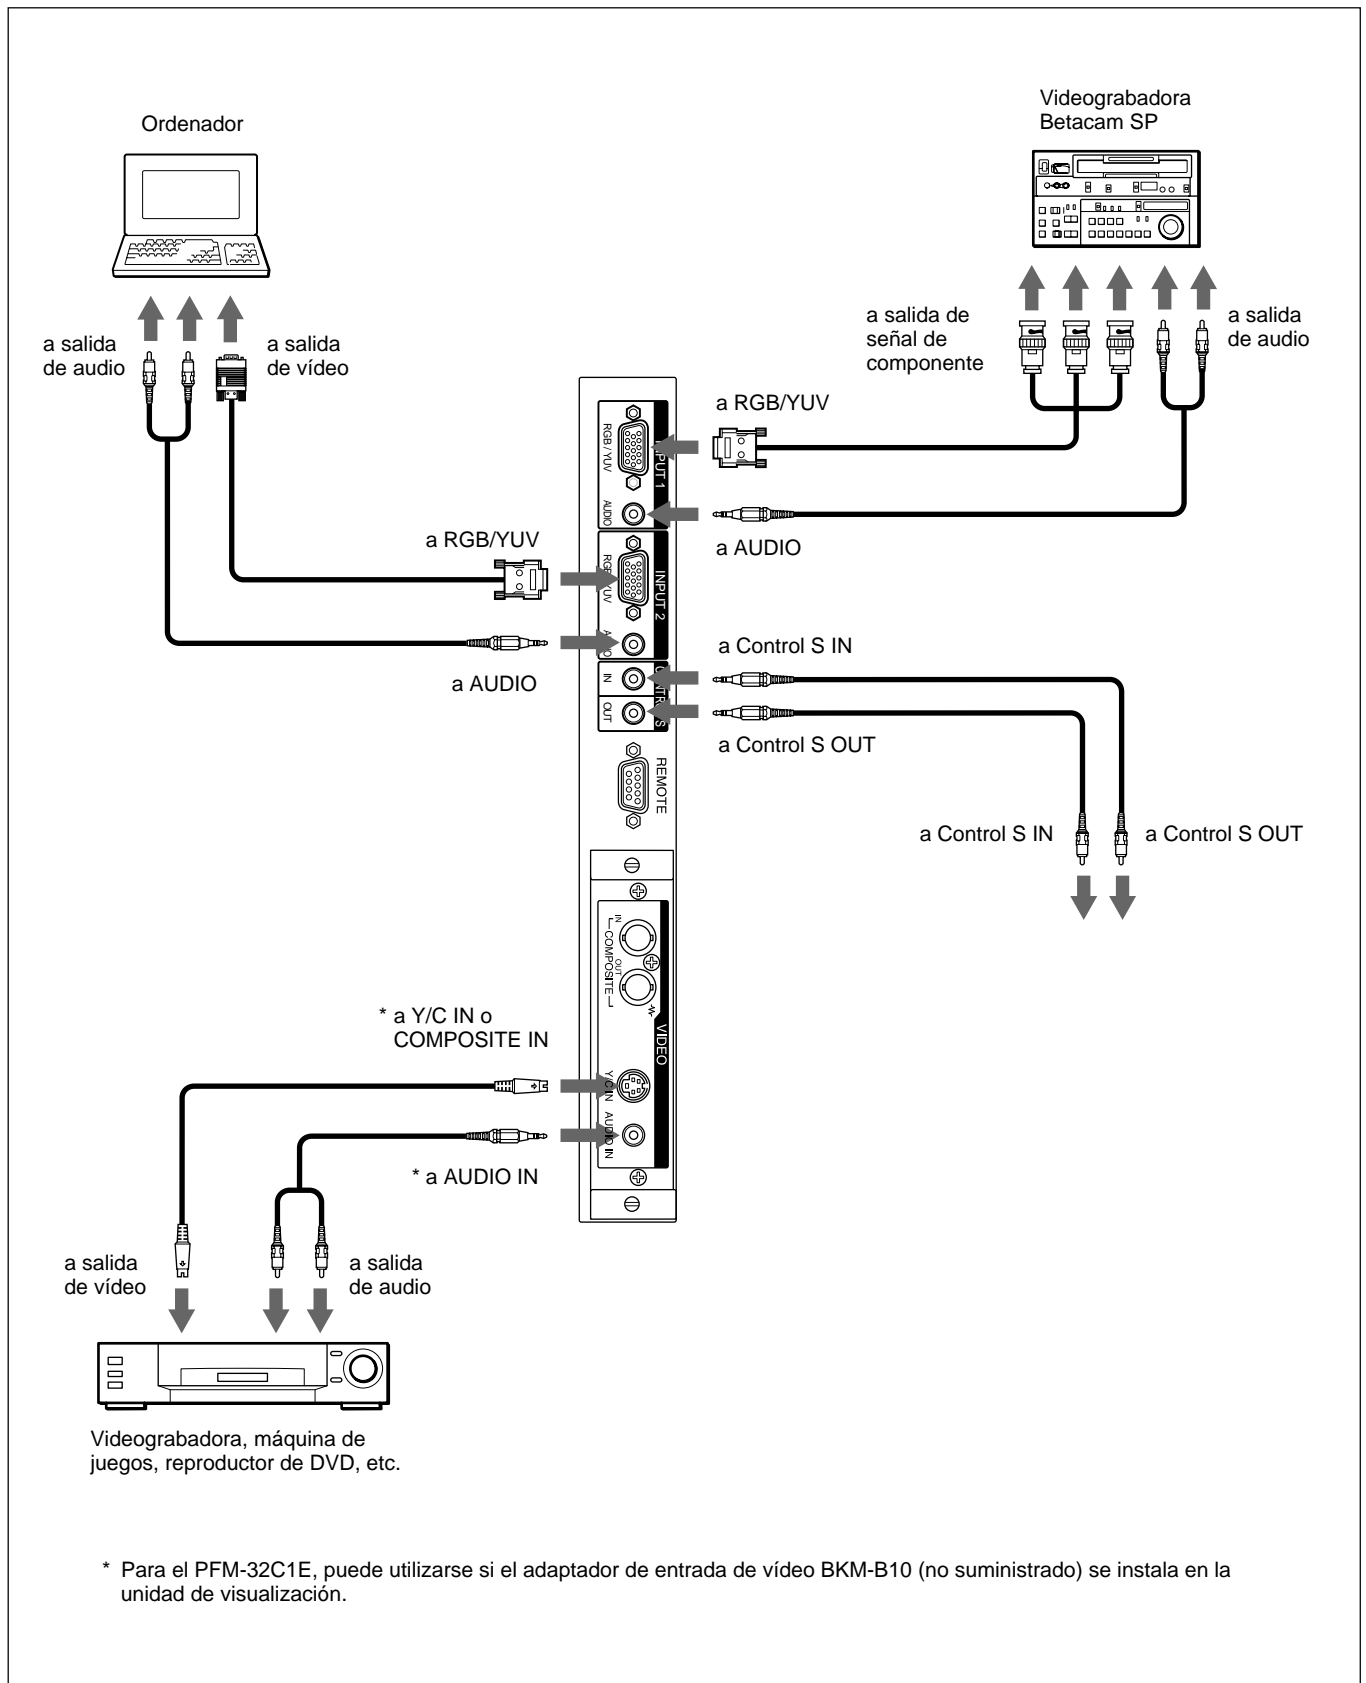 Ordenador
Videograbadora
Betacam SP
a salida
de audio
a salida
de vídeo
a salida de
señal de
componente
a salida
de audio
a RGB/YUV
INPUT 1
RGB / YUV
AUDIO
a AUDIO
a RGB/YUV
INPUT 2
RGB / YUV
AUDIO
a AUDIO
a Control S IN
CONTROL S
IN
OUT
a Control S OUT
REMOTE
a Control S IN
a Control S OUT
IN
COMPOSITE
OUT
VIDEO
* a Y/C IN o
COMPOSITE IN
Y/C IN
AUDIO IN
* a AUDIO IN
a salida
de vídeo
a salida
de audio
Videograbadora, máquina de
juegos, reproductor de DVD, etc.
* Para el PFM-32C1E, puede utilizarse si el adaptador de entrada de vídeo BKM-B10 (no suministrado) se instala en la
unidad de visualización.